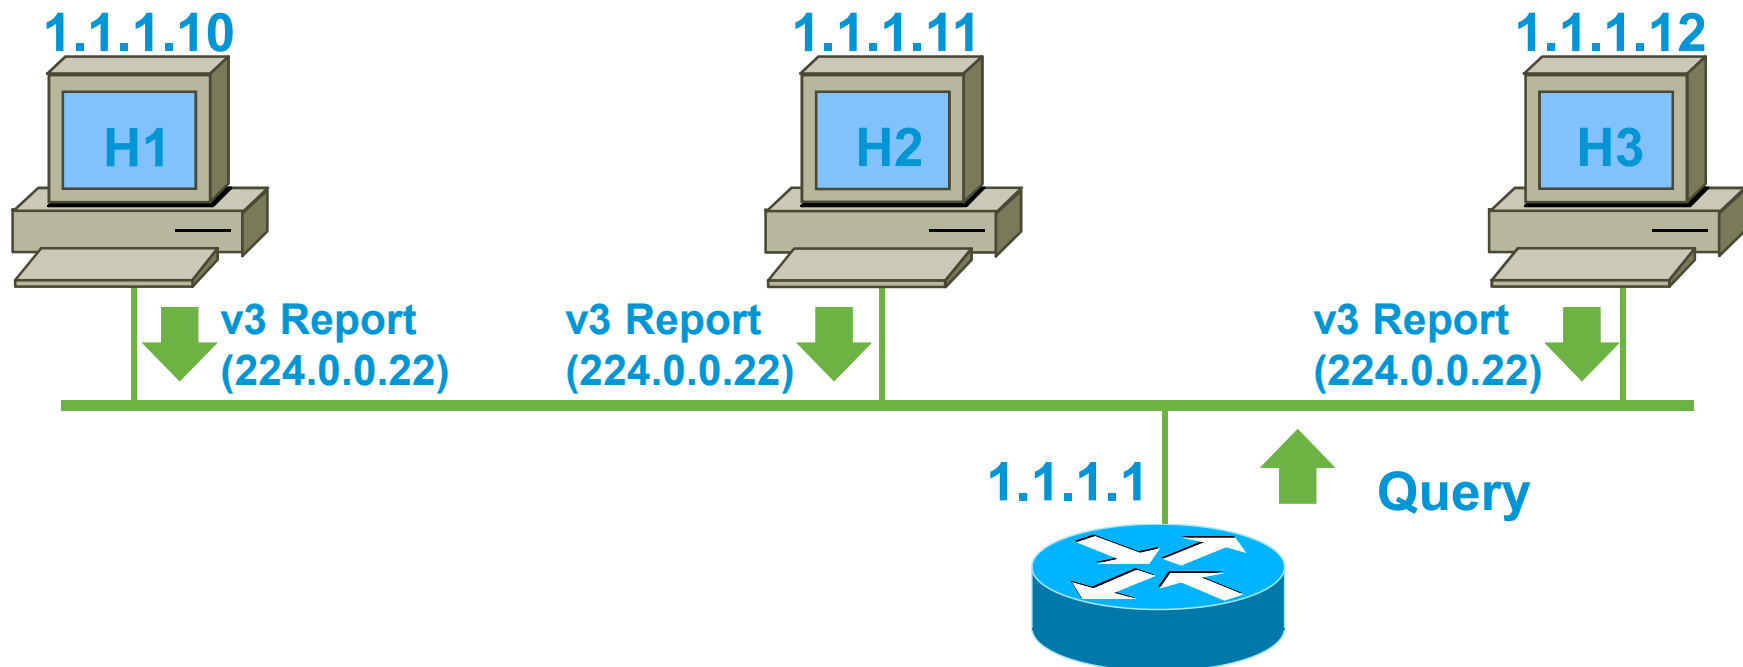 1.1.1.10
1.1.1.11
1.1.1.12
H1
H2
H3
v3 Report
(224.0.0.22)
v3 Report
(224.0.0.22)
v3 Report
(224.0.0.22)
1.1.1.1
Query